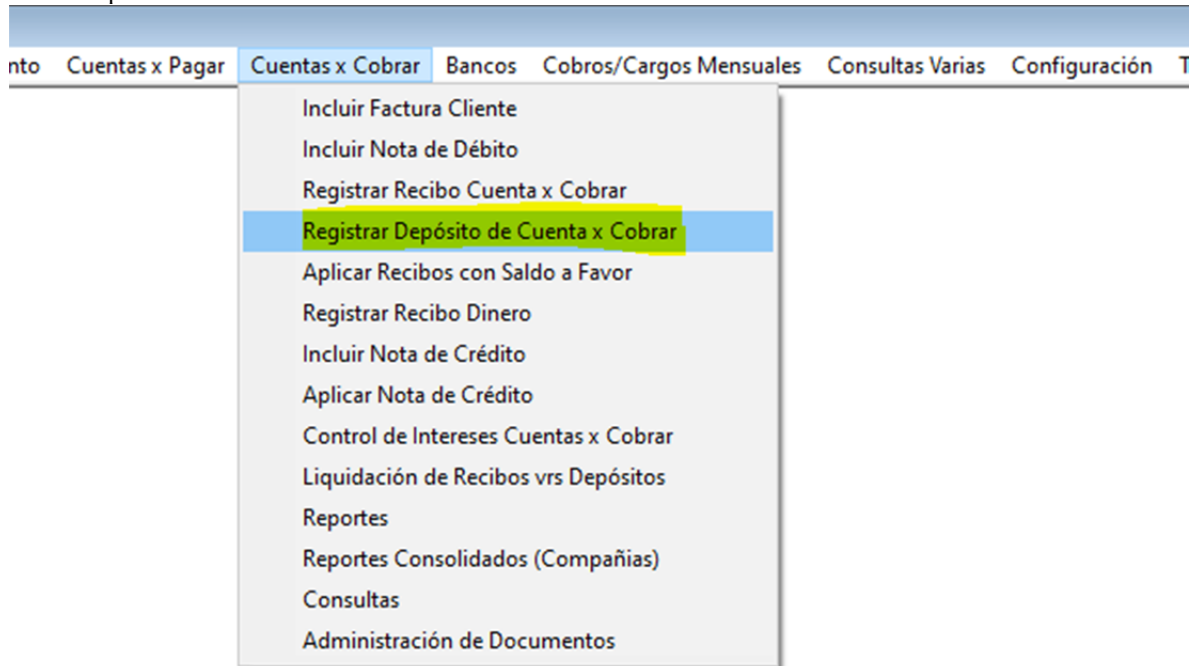 nto Cuentas x Pagar Cuentas x Cobrar Bancos Cobros/Cargos Mensuales Consultas Varias Configuración T
Incluir Factura Cliente
Incluir Nota de Débito
Registrar Recibo Cuenta x Cobrar
Registrar Depósito de Cuenta x Cobrar
Aplicar Recibos con Saldo a Favor
Registrar Recibo Dinero
Incluir Nota de Crédito
Aplicar Nota de Crédito
Control de Intereses Cuentas x Cobrar
Liquidación de Recibos vrs Depósitos
Reportes
Reportes Consolidados (Compañias)
Consultas
Administración de Documentos